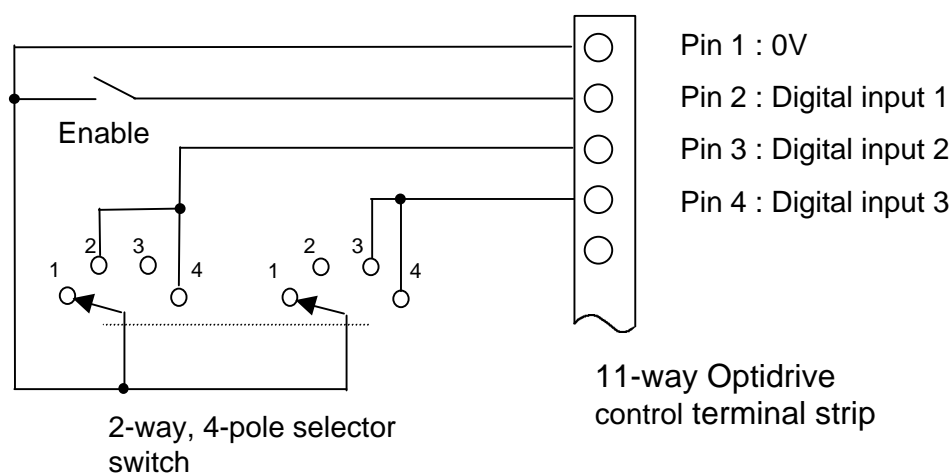 Pin 1 : 0V
Pin 2 : Digital input 1
Enable
Pin 3 : Digital input 2
Pin 4 : Digital input 3
1
2
3
4
1
2
3
4
11-way Optidrive
control terminal strip
2-way, 4-pole selector
switch